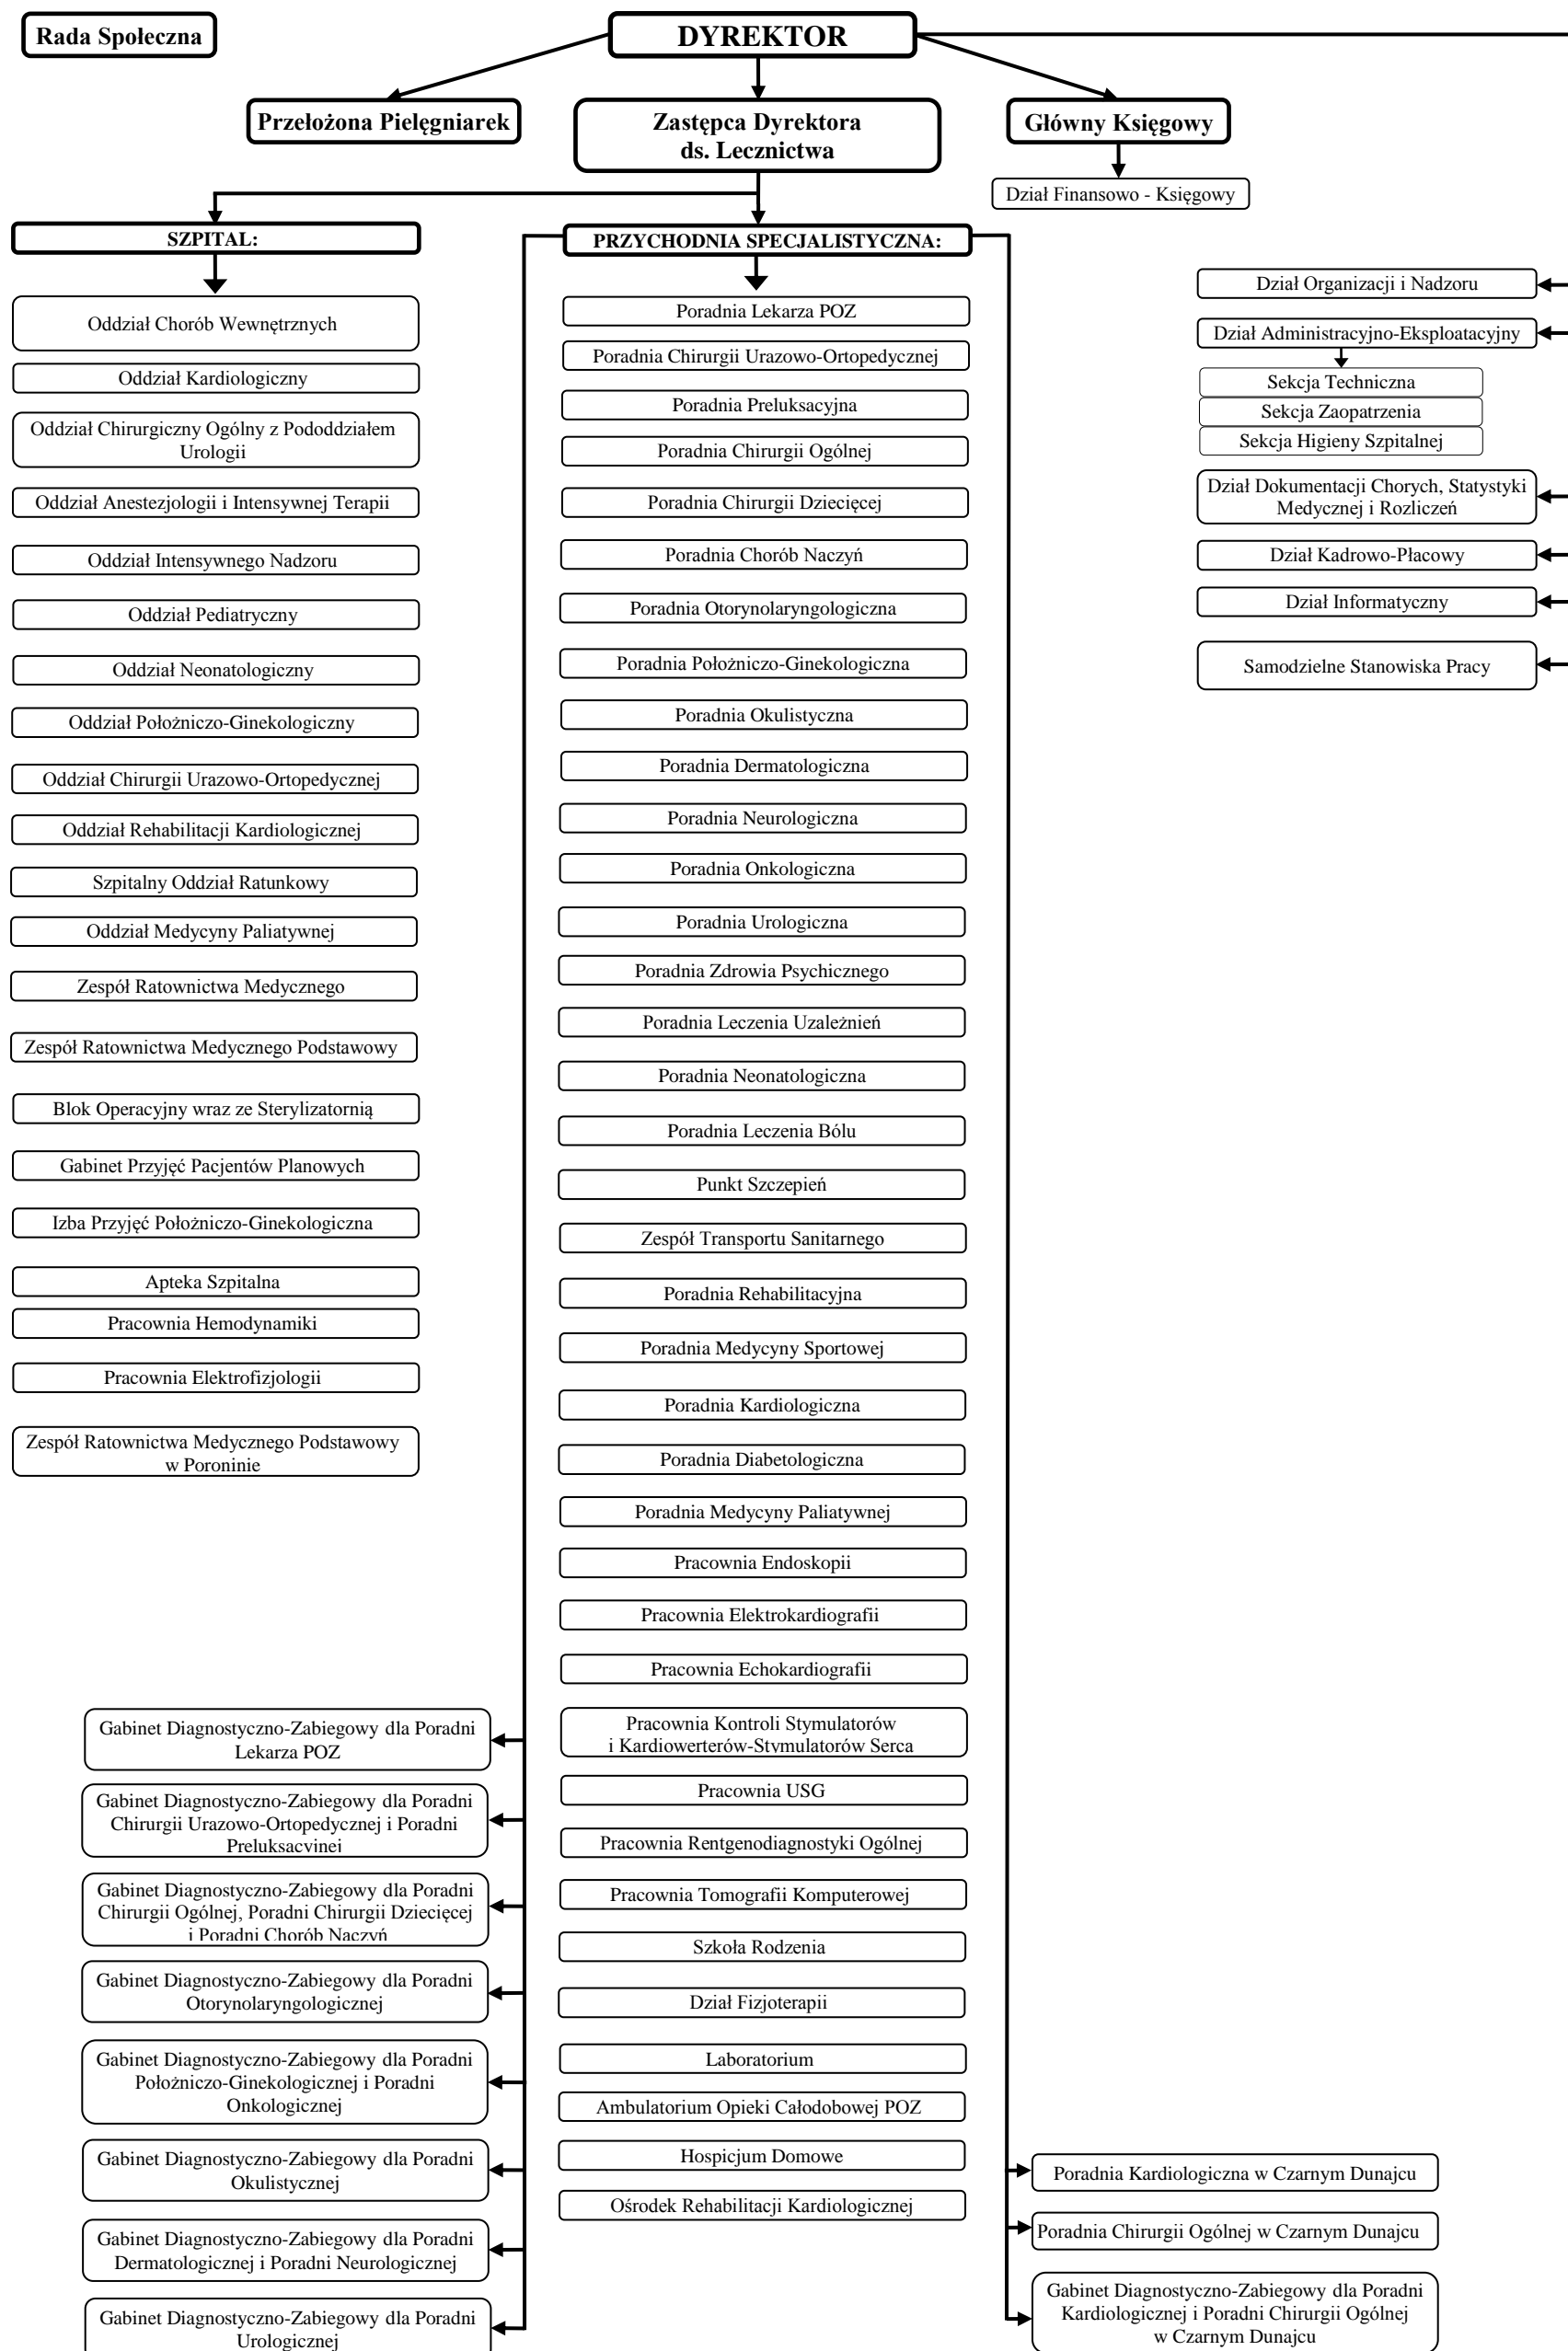 Rada Społeczna
DYREKTOR
Przełożona Pielęgniarek
Zastępca Dyrektora
ds. Lecznictwa
Główny Księgowy
Dział Finansowo - Księgowy
SZPITAL:
Oddział Chorób Wewnętrznych
Oddział Kardiologiczny
Oddział Chirurgiczny Ogólny z Pododdziałem
Urologii
Oddział Anestezjologii i Intensywnej Terapii
Oddział Intensywnego Nadzoru
Oddział Pediatryczny
Oddział Neonatologiczny
Oddział Położniczo-Ginekologiczny
Oddział Chirurgii Urazowo-Ortopedycznej
Oddział Rehabilitacji Kardiologicznej
Szpitalny Oddział Ratunkowy
Oddział Medycyny Paliatywnej
Zespół Ratownictwa Medycznego
Zespół Ratownictwa Medycznego Podstawowy
Blok Operacyjny wraz ze Sterylizatornią
Gabinet Przyjęć Pacjentów Planowych
Izba Przyjęć Położniczo-Ginekologiczna
Apteka Szpitalna
Pracownia Hemodynamiki
Pracownia Elektrofizjologii
Zespół Ratownictwa Medycznego Podstawowy
w Poroninie
PRZYCHODNIA SPECJALISTYCZNA:
Poradnia Lekarza POZ
Poradnia Chirurgii Urazowo-Ortopedycznej
Poradnia Preluksacyjna
Poradnia Chirurgii Ogólnej
Poradnia Chirurgii Dziecięcej
Poradnia Chorób Naczyń
Poradnia Otorynolaryngologiczna
Poradnia Położniczo-Ginekologiczna
Poradnia Okulistyczna
Poradnia Dermatologiczna
Poradnia Neurologiczna
Poradnia Onkologiczna
Poradnia Urologiczna
Poradnia Zdrowia Psychicznego
Poradnia Leczenia Uzależnień
Poradnia Neonatologiczna
Poradnia Leczenia Bólu
Punkt Szczepień
Zespół Transportu Sanitarnego
Poradnia Rehabilitacyjna
Poradnia Medycyny Sportowej
Poradnia Kardiologiczna
Poradnia Diabetologiczna
Poradnia Medycyny Paliatywnej
Pracownia Endoskopii
Pracownia Elektrokardiografii
Pracownia Echokardiografii
Pracownia Kontroli Stymulatorów
i Kardiowerterów-Stymulatorów Serca
Pracownia USG
Pracownia Rentgenodiagnostyki Ogólnej
Pracownia Tomografii Komputerowej
Szkoła Rodzenia
Dział Fizjoterapii
Laboratorium
Ambulatorium Opieki Całodobowej POZ
Hospicjum Domowe
Ośrodek Rehabilitacji Kardiologicznej
Dział Organizacji i Nadzoru
Dział Administracyjno-Eksploatacyjny
Sekcja Techniczna
Sekcja Zaopatrzenia
Sekcja Higieny Szpitalnej
Dział Dokumentacji Chorych, Statystyki
Medycznej i Rozliczeń
Dział Kadrowo-Płacowy
Dział Informatyczny
Samodzielne Stanowiska Pracy
Gabinet Diagnostyczno-Zabiegowy dla Poradni
Lekarza POZ
Gabinet Diagnostyczno-Zabiegowy dla Poradni
Chirurgii Urazowo-Ortopedycznej i Poradni
Preluksacyjnej
Gabinet Diagnostyczno-Zabiegowy dla Poradni
Chirurgii Ogólnej, Poradni Chirurgii Dziecięcej
i Poradni Chorób Naczyń
Gabinet Diagnostyczno-Zabiegowy dla Poradni
Otorynolaryngologicznej
Gabinet Diagnostyczno-Zabiegowy dla Poradni
Położniczo-Ginekologicznej i Poradni
Onkologicznej
Gabinet Diagnostyczno-Zabiegowy dla Poradni
Okulistycznej
Gabinet Diagnostyczno-Zabiegowy dla Poradni
Dermatologicznej i Poradni Neurologicznej
Gabinet Diagnostyczno-Zabiegowy dla Poradni
Urologicznej
Poradnia Kardiologiczna w Czarnym Dunajcu
Poradnia Chirurgii Ogólnej w Czarnym Dunajcu
Gabinet Diagnostyczno-Zabiegowy dla Poradni
Kardiologicznej i Poradni Chirurgii Ogólnej
w Czarnym Dunajcu